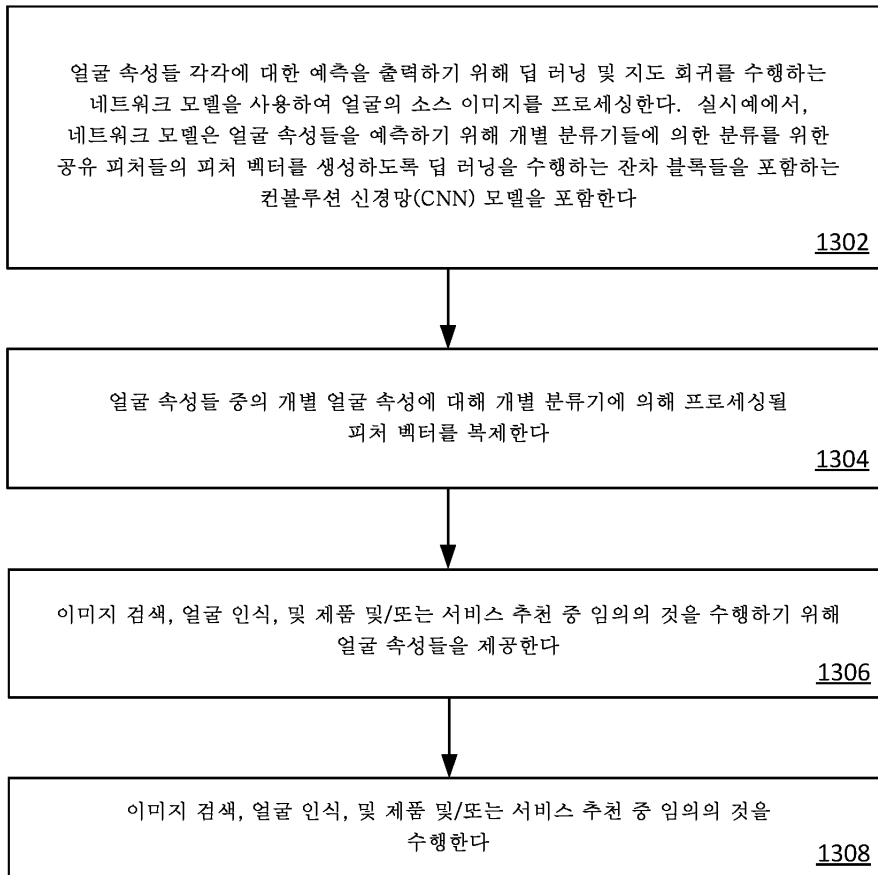 얼굴 속성들 각각에 대한 예측을 출력하기 위해 딥 러닝 및 지도 회귀를 수행하는
네트워크 모델을 사용하여 얼굴의 소스 이미지를 프로세싱한다. 실시예에서,
네트워크 모델은 얼굴 속성들을 예측하기 위해 개별 분류기들에 의한 분류를 위한
공유 피처들의 피처 벡터를 생성하도록 딥 러닝을 수행하는 잔차 블록들을 포함하는
컨볼루션 신경망(CNN) 모델을 포함한다
1302
얼굴 속성들 중의 개별 얼굴 속성에 대해 개별 분류기에 의해 프로세싱될
피처 벡터를 복제한다
1304
이미지 검색, 얼굴 인식, 및 제품 및/또는 서비스 추천 중 임의의 것을 수행하기 위해
얼굴 속성들을 제공한다
1306
이미지 검색, 얼굴 인식, 및 제품 및/또는 서비스 추천 중 임의의 것을
수행한다
1308